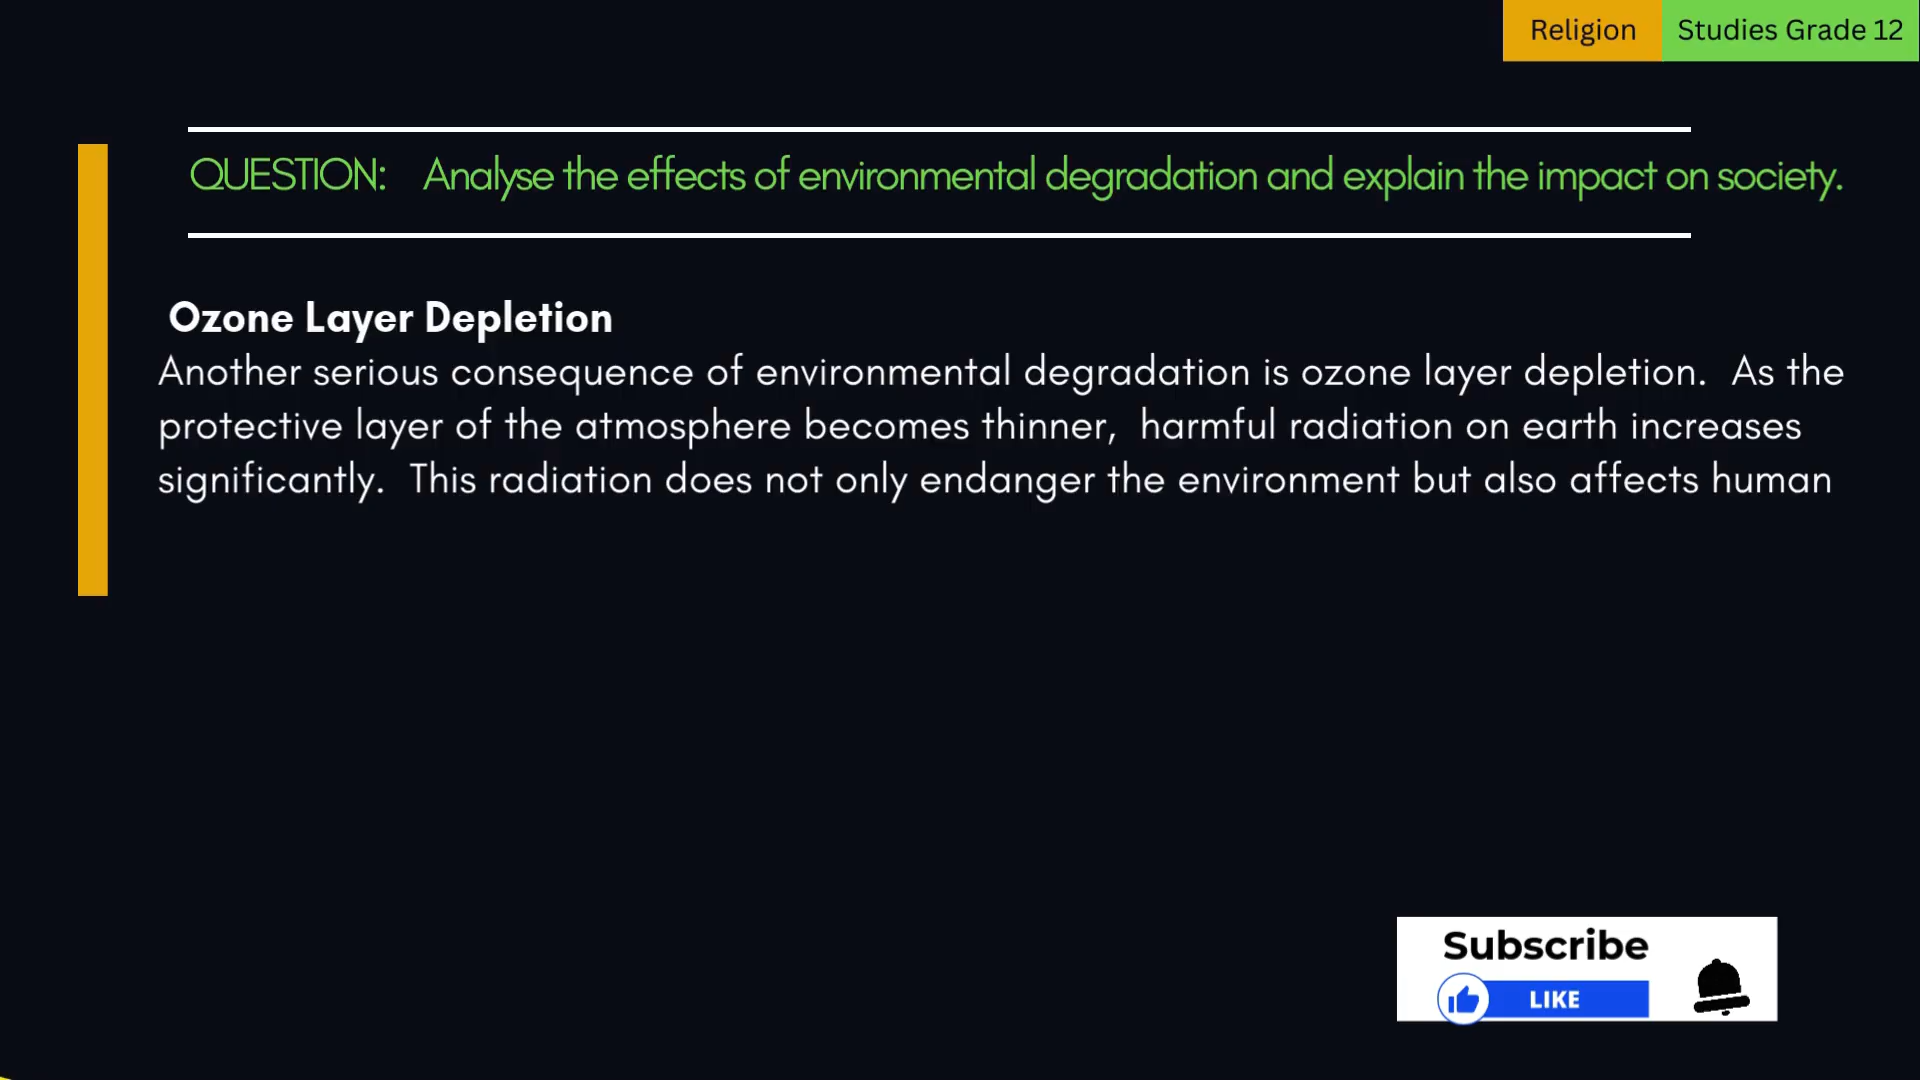 Religion Studies Grade 12
QUESTION: Analyse the effects of environmental degradation and explain the impact on society.
Ozone Layer Depletion
Another serious consequence of environmental degradation is ozone layer depletion. As the
protective layer of the atmosphere becomes thinner, harmful radiation on earth increases
significantly. This radiation does not only endanger the environment but also affects human
Subscribe
LIKE